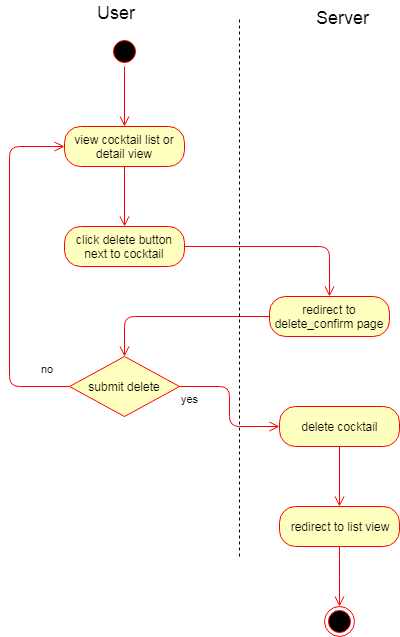 User
Server
view cocktail list or
detail view
click delete button
next to cocktail
redirect to
delete_confirm page
no
submit delete
yes
delete cocktail
redirect to list view